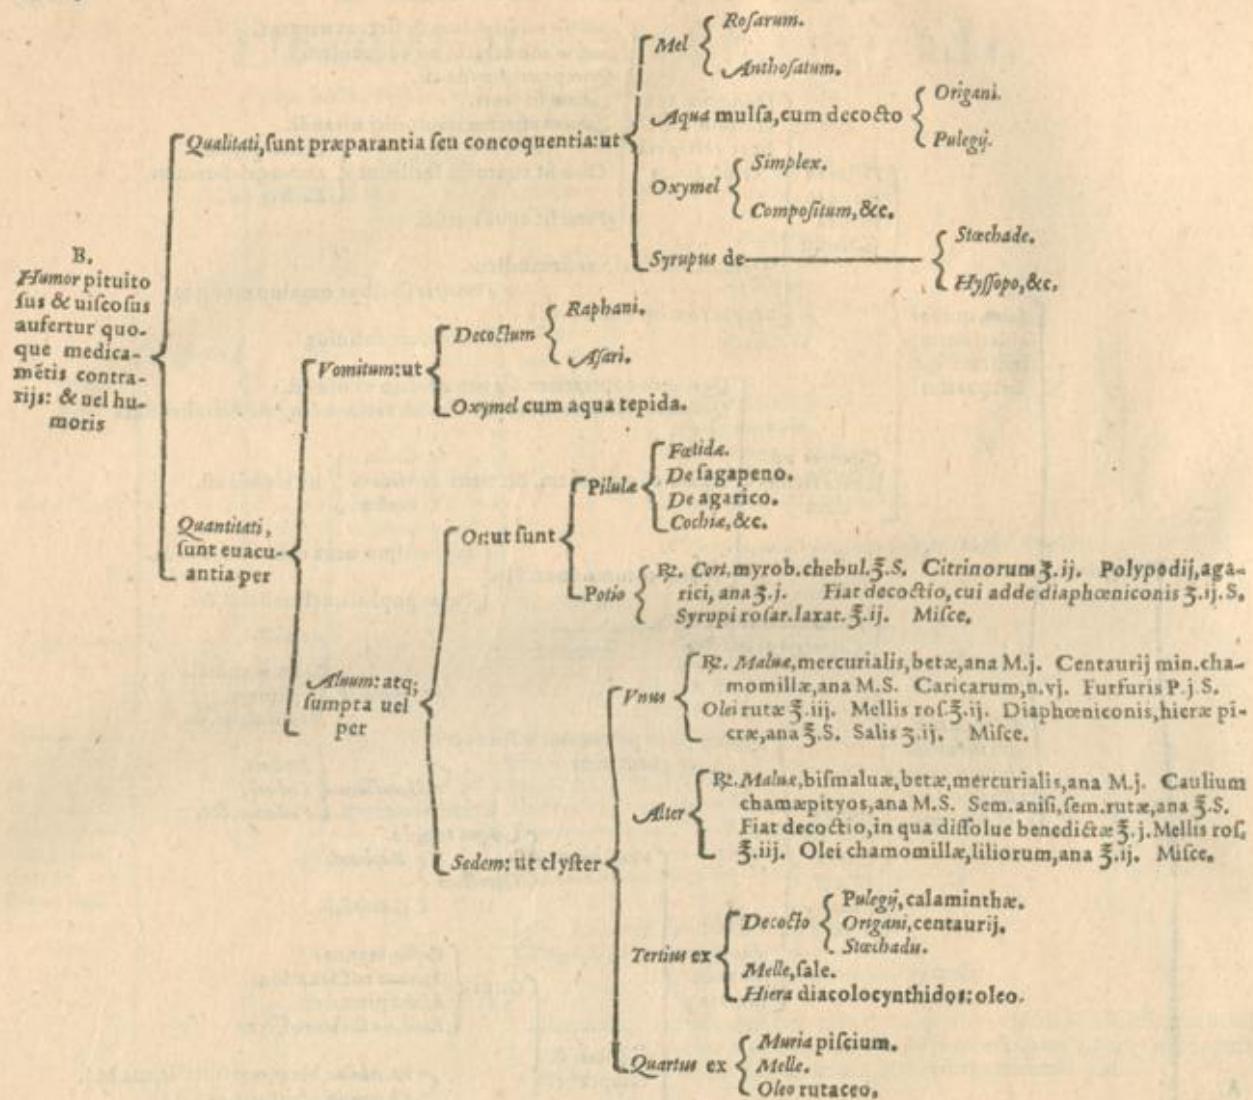 B.
Humor pituito
sus & uiscosus
aufertur quo-
que medica-
mētis contra-
rijs: & uel hu-
moris
Qualitati, sunt præparantia seu concoquentia: ut
Mel
Rosarum.
Anthosatum.
Aqua mulsa, cum decocto
Origani.
Pulegij.
Oxymel
Simplex.
Compositum, &c.
Syrupus de
Stœchade.
Hyssopo, &c.
Quantitati,
sunt euacu-
antia per
Vomitum: ut
Decoctum
Raphani.
Asari.
Oxymel cum aqua tepida.
Aluum: atq;
sumpta uel
per
Os: ut sunt
Pilulæ
Fœtidæ.
De sagapeno.
De agarico.
Cochiæ, &c.
Potio
℞. Cort. myrob. chebul. ℥.S. Citrinorum ʒ.ij. Polypodij, aga-
rici, ana ʒ.j. Fiat decoctio, cui adde diaphœniconis ʒ.ij.S.
Syrupi rosar. laxat. ℥.ij. Misce.
Sedem: ut clyster
Vnus
℞. Maluæ, mercurialis, betæ, ana M.j. Centaurij min. cha-
momillæ, ana M.S. Caricarum, n.vj. Furfuris P.j S.
Olei rutæ ℥.iij. Mellis ros. ℥.ij. Diaphœniconis, hieræ pi-
cræ, ana ℥.S. Salis ʒ.ij. Misce.
Alter
℞. Maluæ, bismaluæ, betæ, mercurialis, ana M.j. Caulium
chamæpityos, ana M.S. Sem. anisi, sem. rutæ, ana ℥.S.
Fiat decoctio, in qua dissolue benedictæ ℥.j. Mellis ros.
℥.iij. Olei chamomillæ, liliorum, ana ℥.ij. Misce.
Tertius ex
Decocto
Pulegij, calaminthæ.
Origani, centaurij.
Stœchadis.
Melle, sale.
Hiera diacolocynthidos: oleo.
Quartus ex
Muria piscium.
Melle.
Oleo rutaceo.